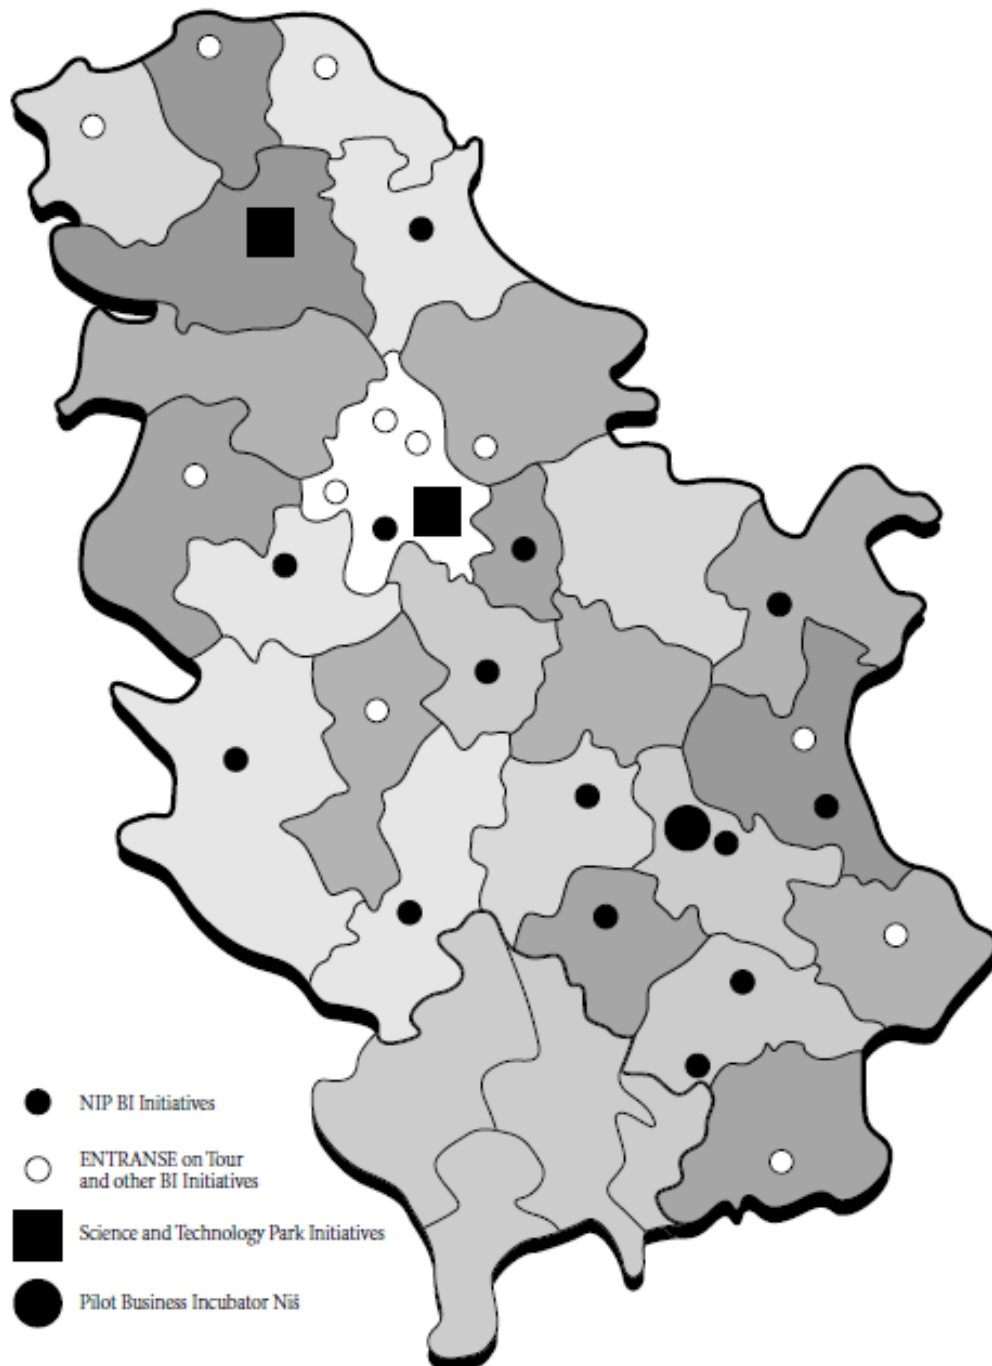 NIP BI Initiatives
ENTRANSE on Tour
and other BI Initiatives
Science and Technology Park Initiatives
Pilot Business Incubator Niš